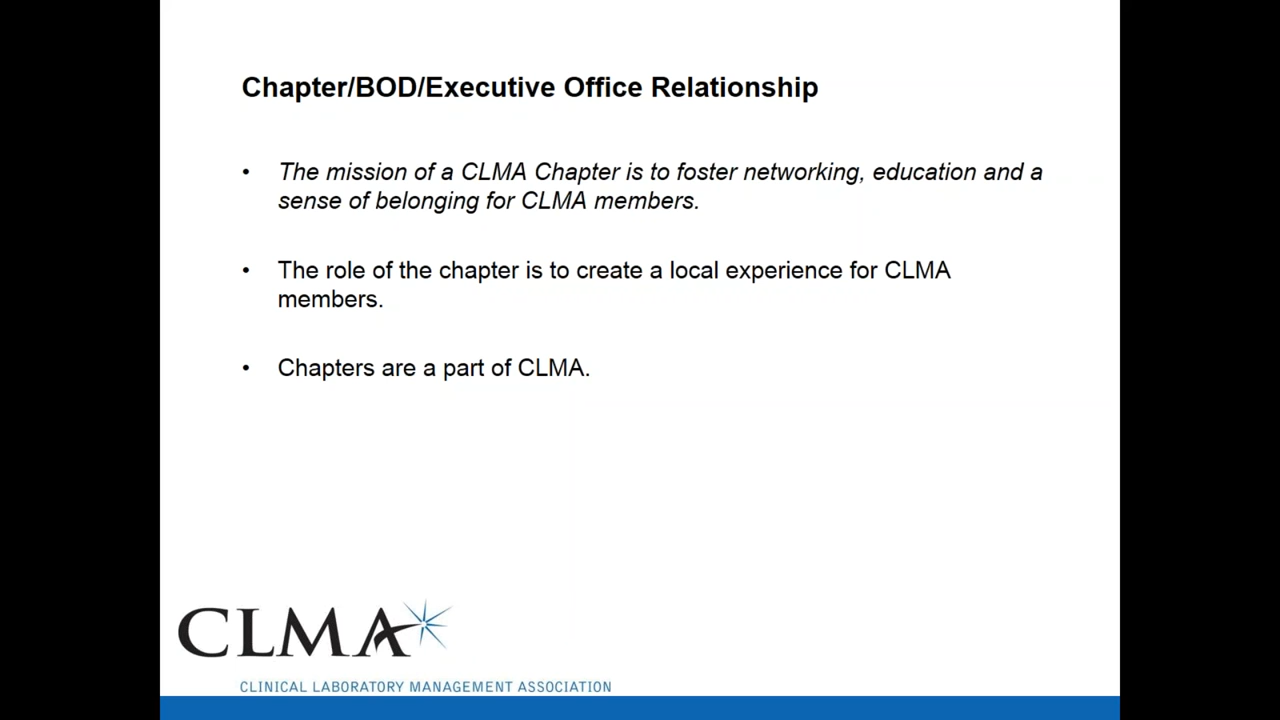 Chapter/BOD/Executive Office Relationship
• The mission of a CLMA Chapter is to foster networking, education and a
sense of belonging for CLMA members.
• The role of the chapter is to create a local experience for CLMA
members.
• Chapters are a part of CLMA.
CLMA
CLINICAL LABORATORY MANAGEMENT ASSOCIATION